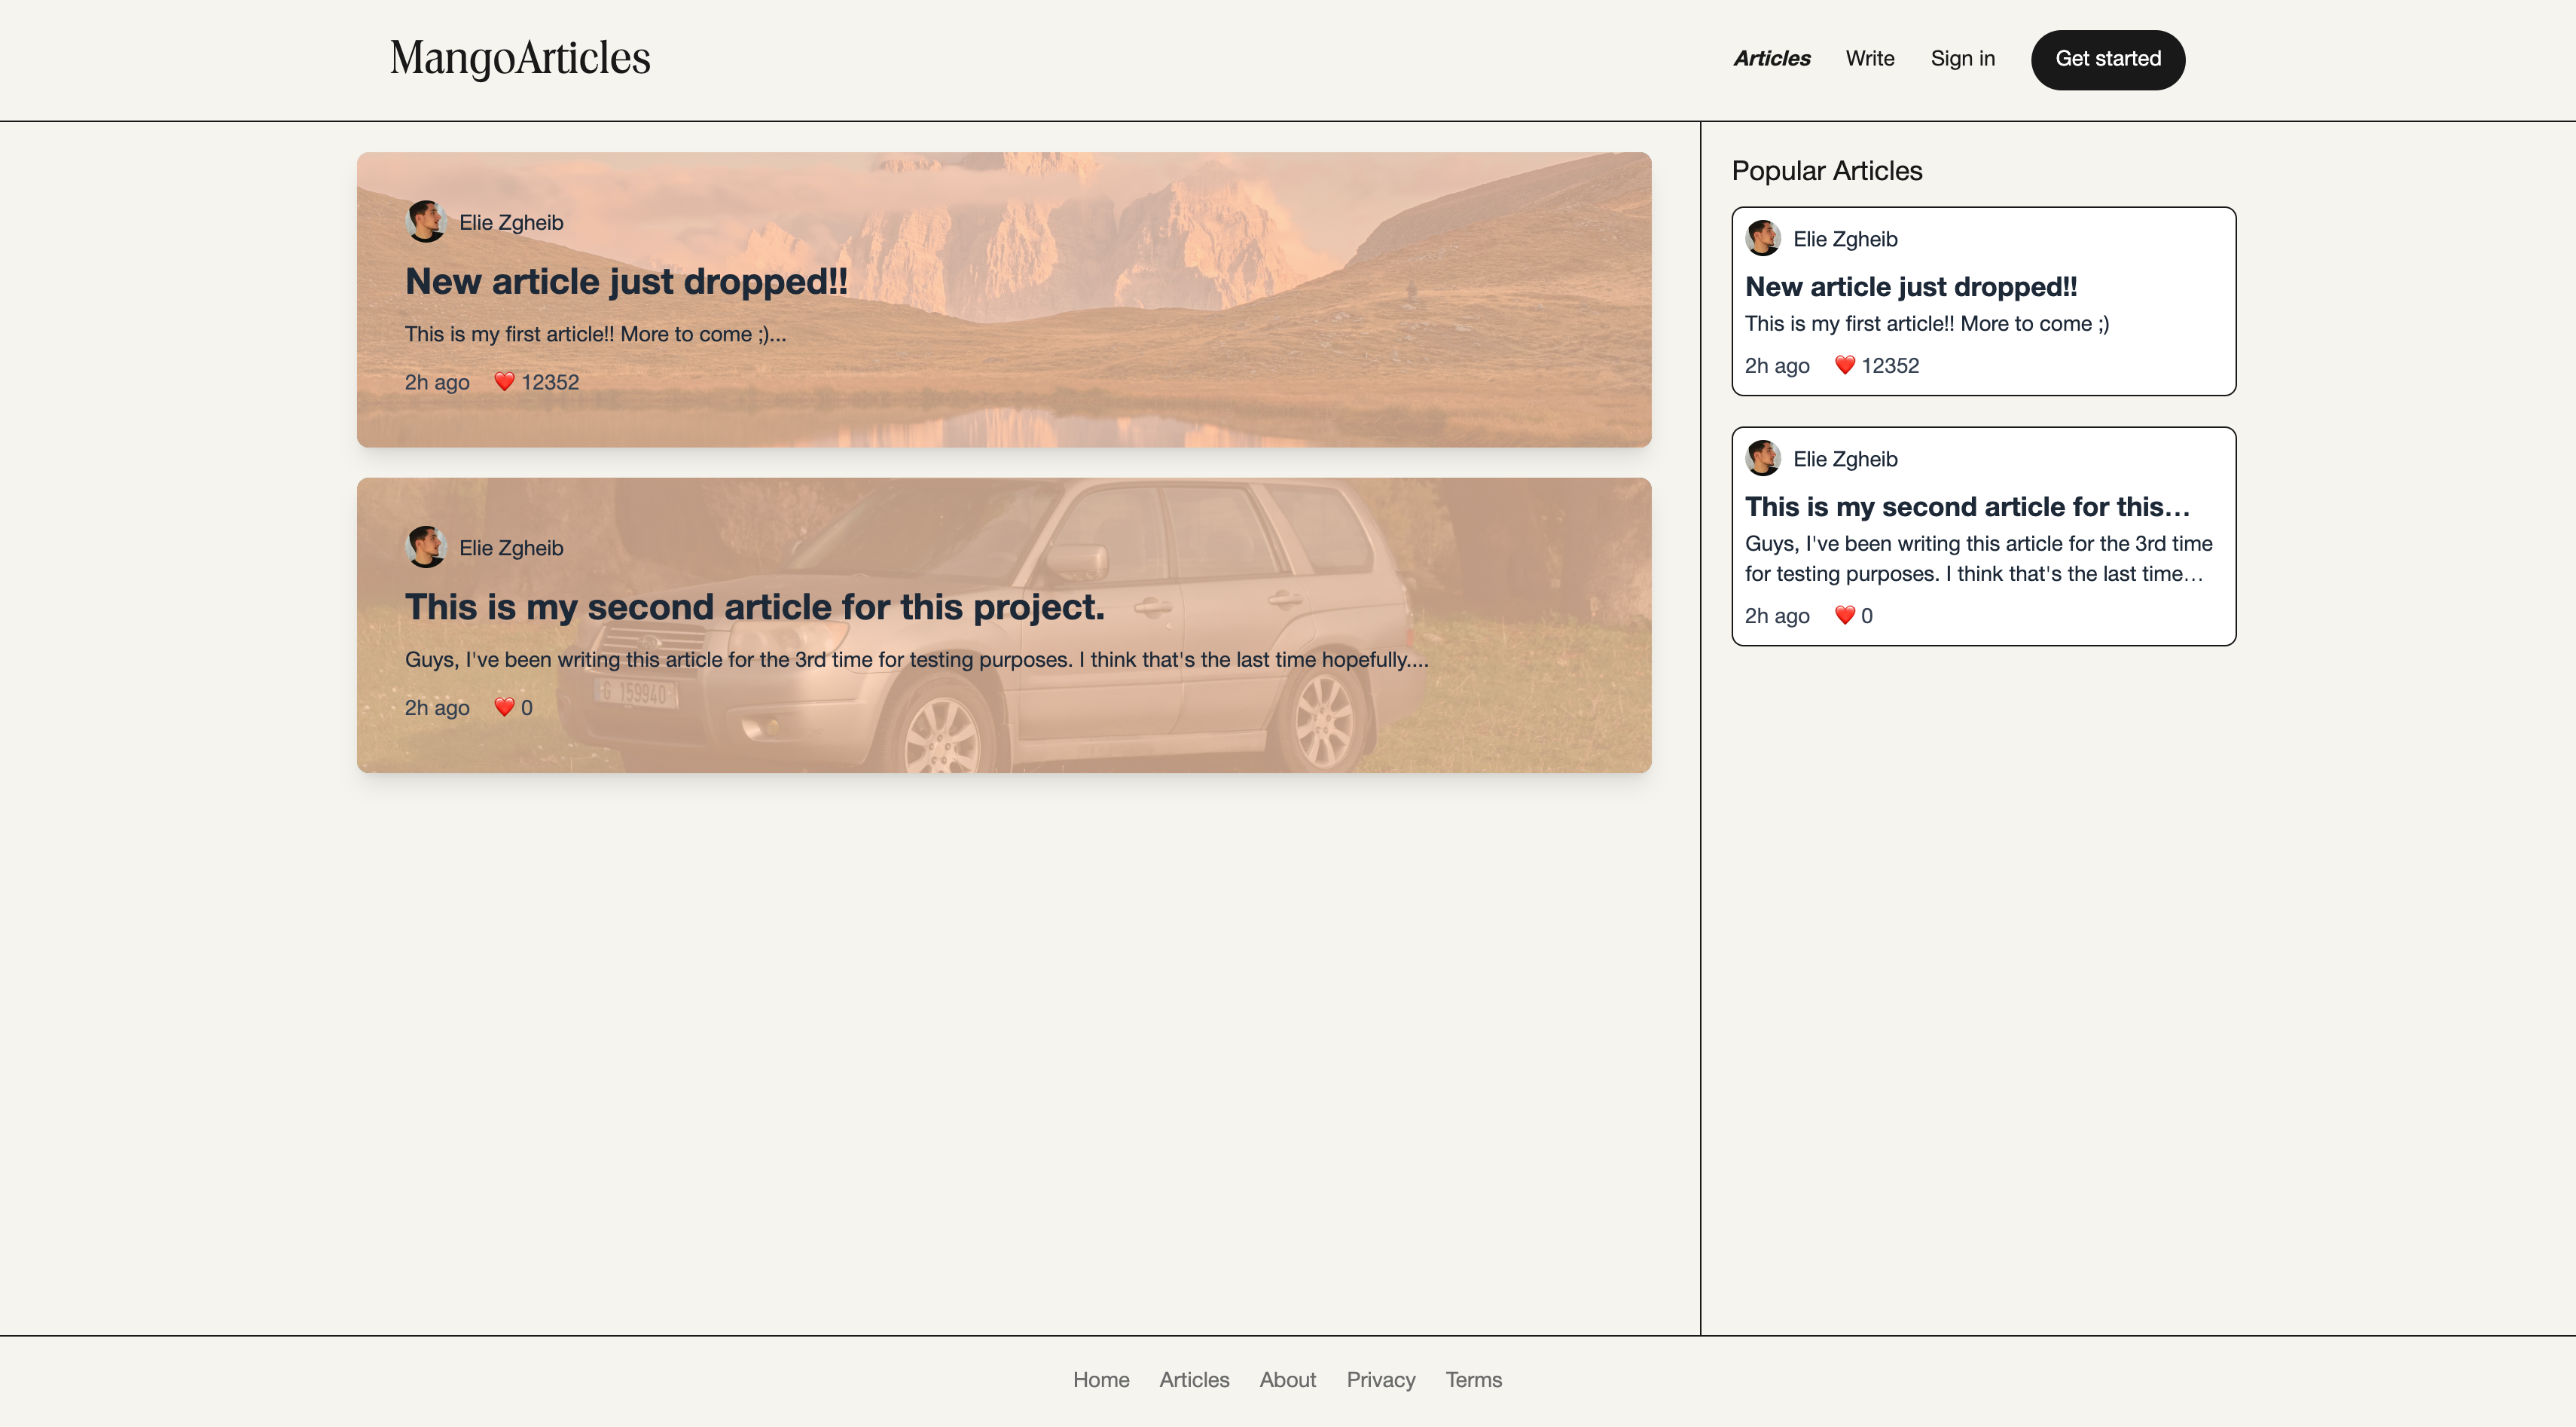 MangoArticles
Articles
Write
Sign in
Get started
Elie Zgheib
New article just dropped!!
This is my first article!! More to come ;)...
2h ago ❤️ 12352
Elie Zgheib
This is my second article for this project.
Guys, I've been writing this article for the 3rd time for testing purposes. I think that's the last time hopefully....
G 159940
2h ago ❤️ 0
Popular Articles
Elie Zgheib
New article just dropped!!
This is my first article!! More to come ;)
2h ago ❤️ 12352
Elie Zgheib
This is my second article for this...
Guys, I've been writing this article for the 3rd time
for testing purposes. I think that's the last time...
2h ago ❤️ 0
Home
Articles
About
Privacy
Terms